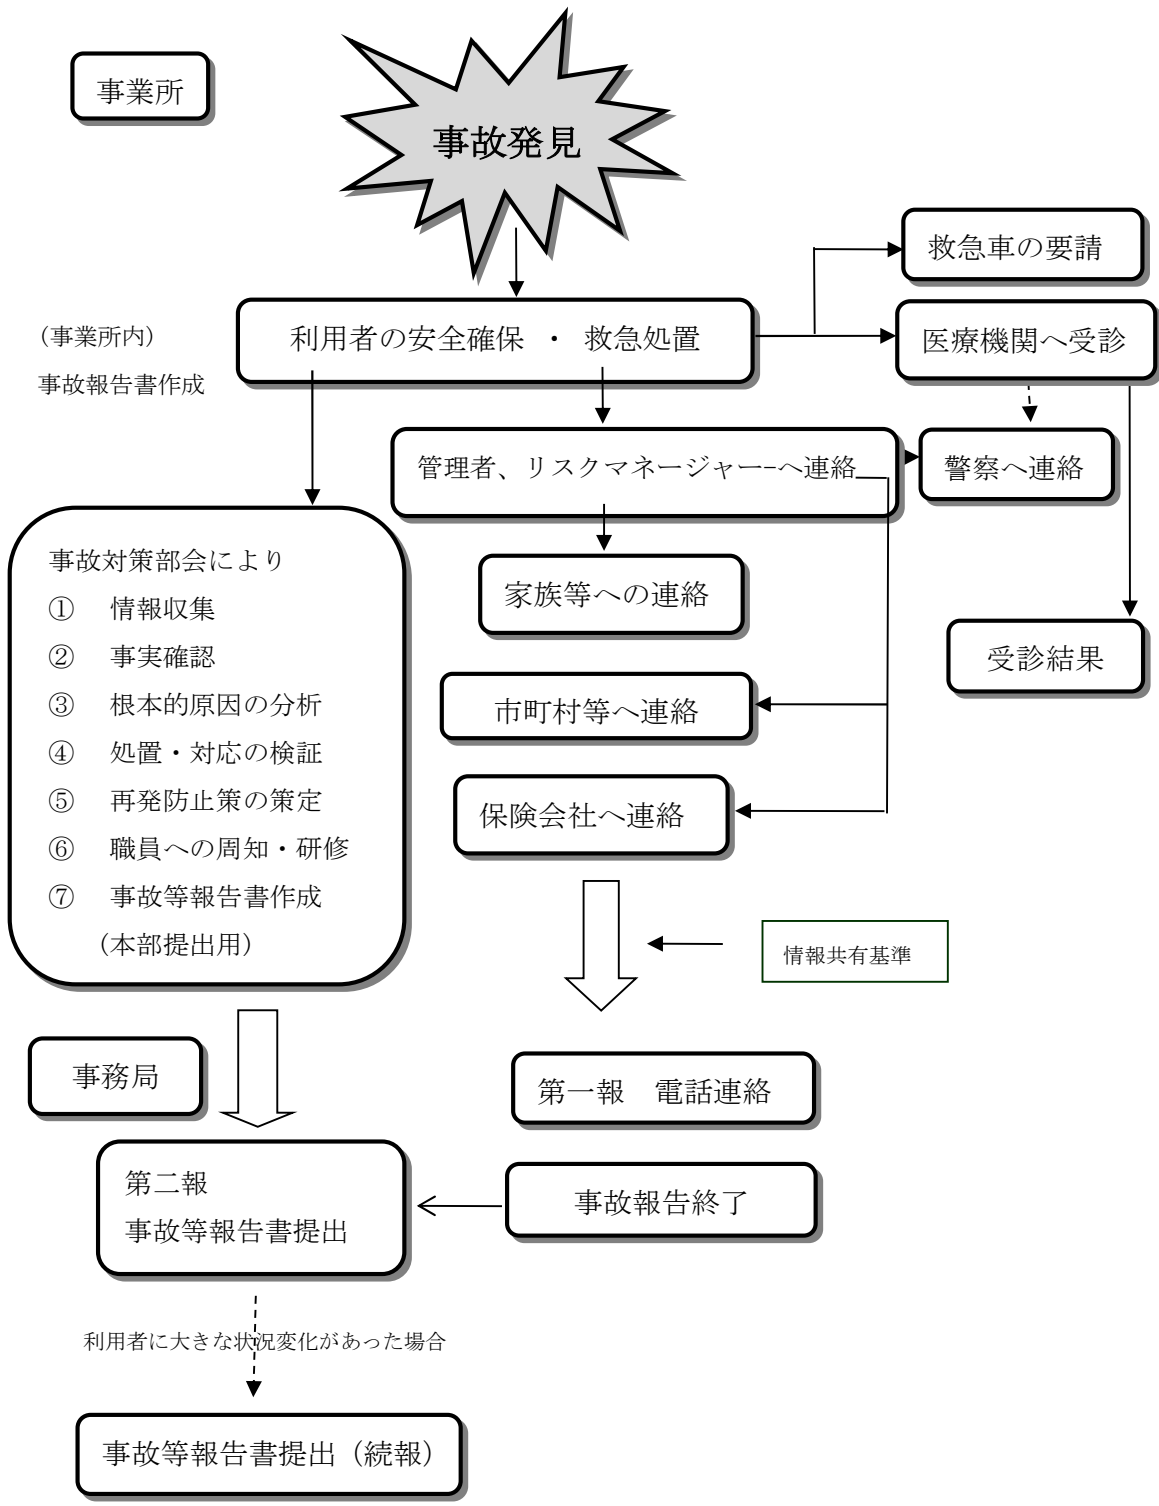 事業所
事故発見
救急車の要請
(事業所内)
利用者の安全確保 ・ 救急処置
医療機関へ受診
事故報告書作成
管理者、リスクマネージャー-へ連絡
警察へ連絡
事故対策部会により
① 情報収集
② 事実確認
③ 根本的原因の分析
④ 処置・対応の検証
⑤ 再発防止策の策定
⑥ 職員への周知・研修
⑦ 事故等報告書作成
(本部提出用)
家族等への連絡
受診結果
市町村等へ連絡
保険会社へ連絡
情報共有基準
事務局
第一報 電話連絡
第二報
事故等報告書提出
事故報告終了
利用者に大きな状況変化があった場合
事故等報告書提出(続報)